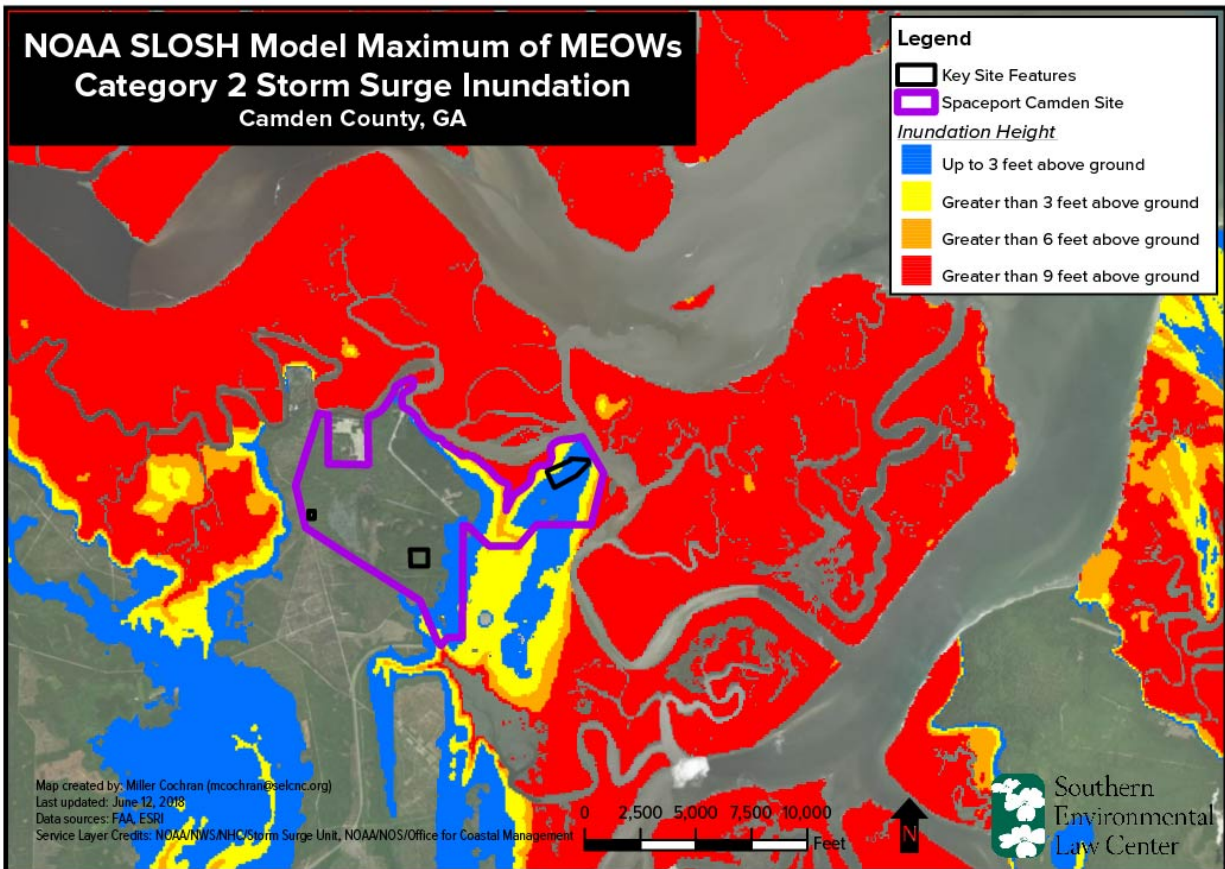 NOAA SLOSH Model Maximum of MEOWs
Category 2 Storm Surge Inundation
Camden County, GA
Legend
Key Site Features
Spaceport Camden Site
Inundation Height
Up to 3 feet above ground
Greater than 3 feet above ground
Greater than 6 feet above ground
Greater than 9 feet above ground
Map created by: Miller Cochran (mcochran@selcnc.org)
Last updated: June 12, 2018
Data sources: FAA, ESRI
Service Layer Credits: NOAA/NWS/NHC/Storm Surge Unit, NOAA/NOS/Office for Coastal Management
0 2,500 5,000 7,500 10,000
Feet
N
Southern
Environmental
Law Center